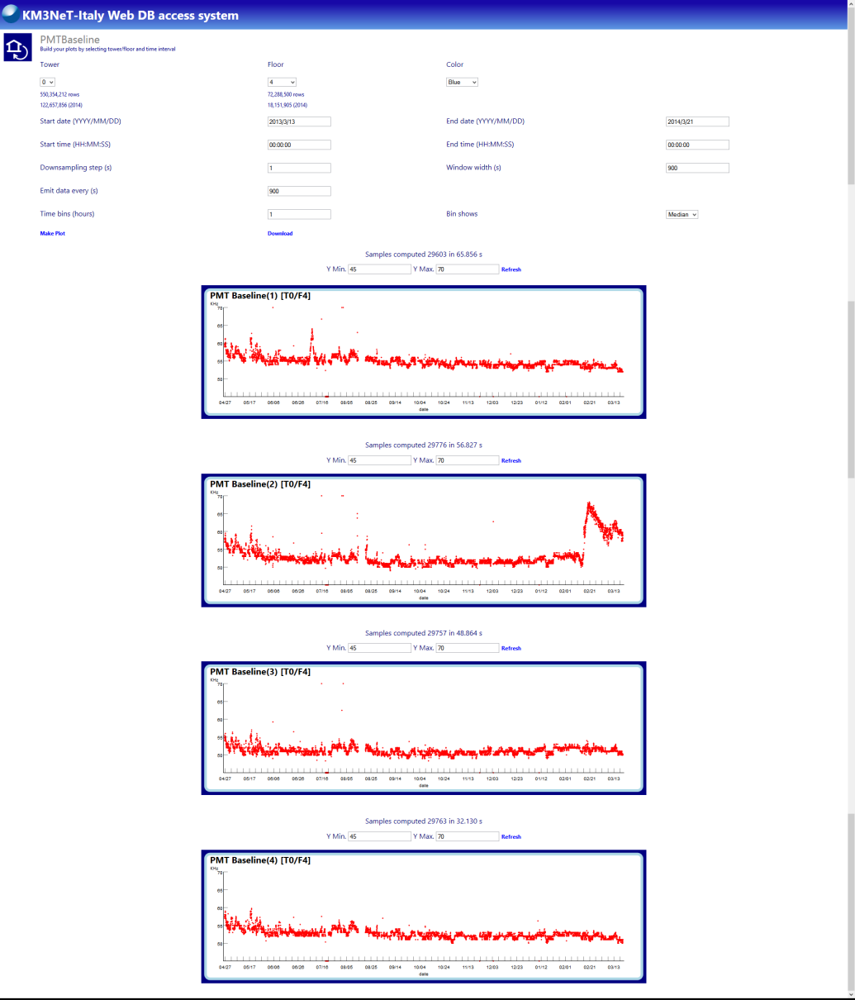 KM3NeT-Italy Web DB access system
PMTBaseline
Build your plots by selecting tower/floor and time interval
Tower Floor Color
0 4 Blue
550,354,212 rows 72,288,500 rows
122,657,856 (2014) 18,151,905 (2014)
Start date (YYYY/MM/DD) 2013/3/13 End date (YYYY/MM/DD) 2014/3/21
Start time (HH:MM:SS) 00:00:00 End time (HH:MM:SS) 00:00:00
Downsampling step (s) 1 Window width (s) 900
Emit data every (s) 900
Time bins (hours) 1 Bin shows Median
Make Plot Download
Samples computed 29603 in 65.856 s
Y Min. 45 Y Max. 70 Refresh
PMT Baseline(1) [T0/F4]
KHz
70
65
60
55
50
04/27 05/17 06/06 06/26 07/16 08/05 08/25 09/14 10/04 10/24 11/13 12/03 12/23 01/12 02/01 02/21 03/13
date
Samples computed 29776 in 56.827 s
Y Min. 45 Y Max. 70 Refresh
PMT Baseline(2) [T0/F4]
KHz
70
65
60
55
50
04/27 05/17 06/06 06/26 07/16 08/05 08/25 09/14 10/04 10/24 11/13 12/03 12/23 01/12 02/01 02/21 03/13
date
Samples computed 29757 in 48.864 s
Y Min. 45 Y Max. 70 Refresh
PMT Baseline(3) [T0/F4]
KHz
70
65
60
55
50
04/27 05/17 06/06 06/26 07/16 08/05 08/25 09/14 10/04 10/24 11/13 12/03 12/23 01/12 02/01 02/21 03/13
date
Samples computed 29763 in 32.130 s
Y Min. 45 Y Max. 70 Refresh
PMT Baseline(4) [T0/F4]
KHz
70
65
60
55
50
04/27 05/17 06/06 06/26 07/16 08/05 08/25 09/14 10/04 10/24 11/13 12/03 12/23 01/12 02/01 02/21 03/13
date